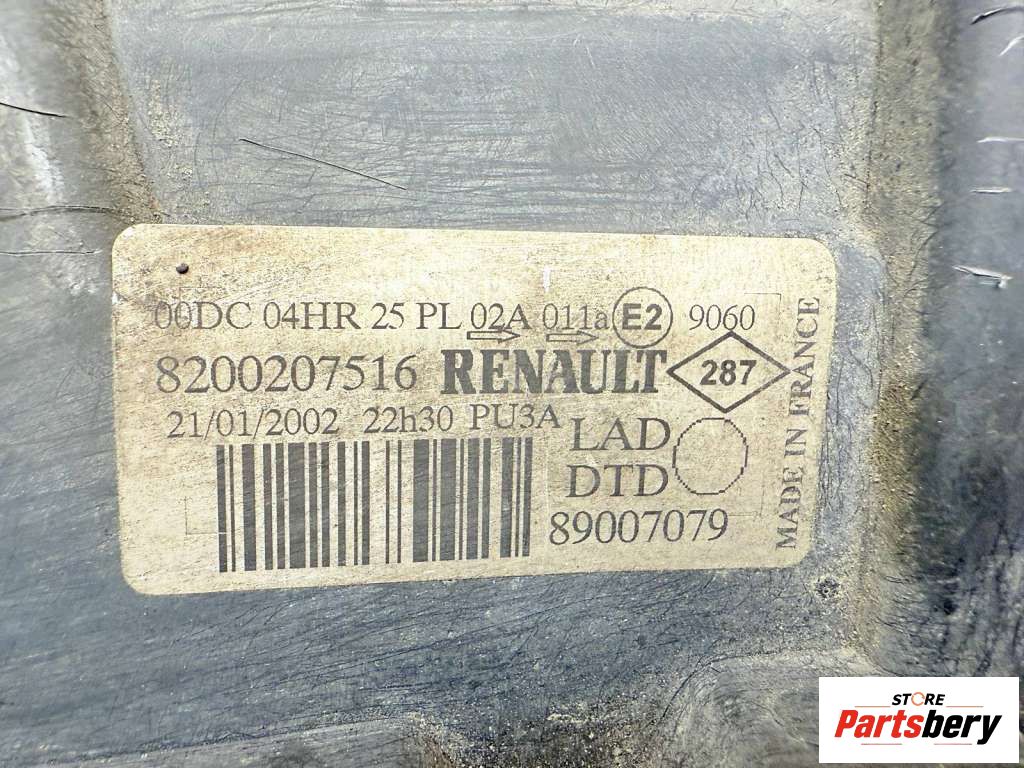 00DC 04HR 25 PL 02A 011a E2 9060
8200207516 RENAULT 287
21/01/2002 22h30 PU3A
LAD
DTD
89007079
MADE IN FRANCE
STORE
Partsbery